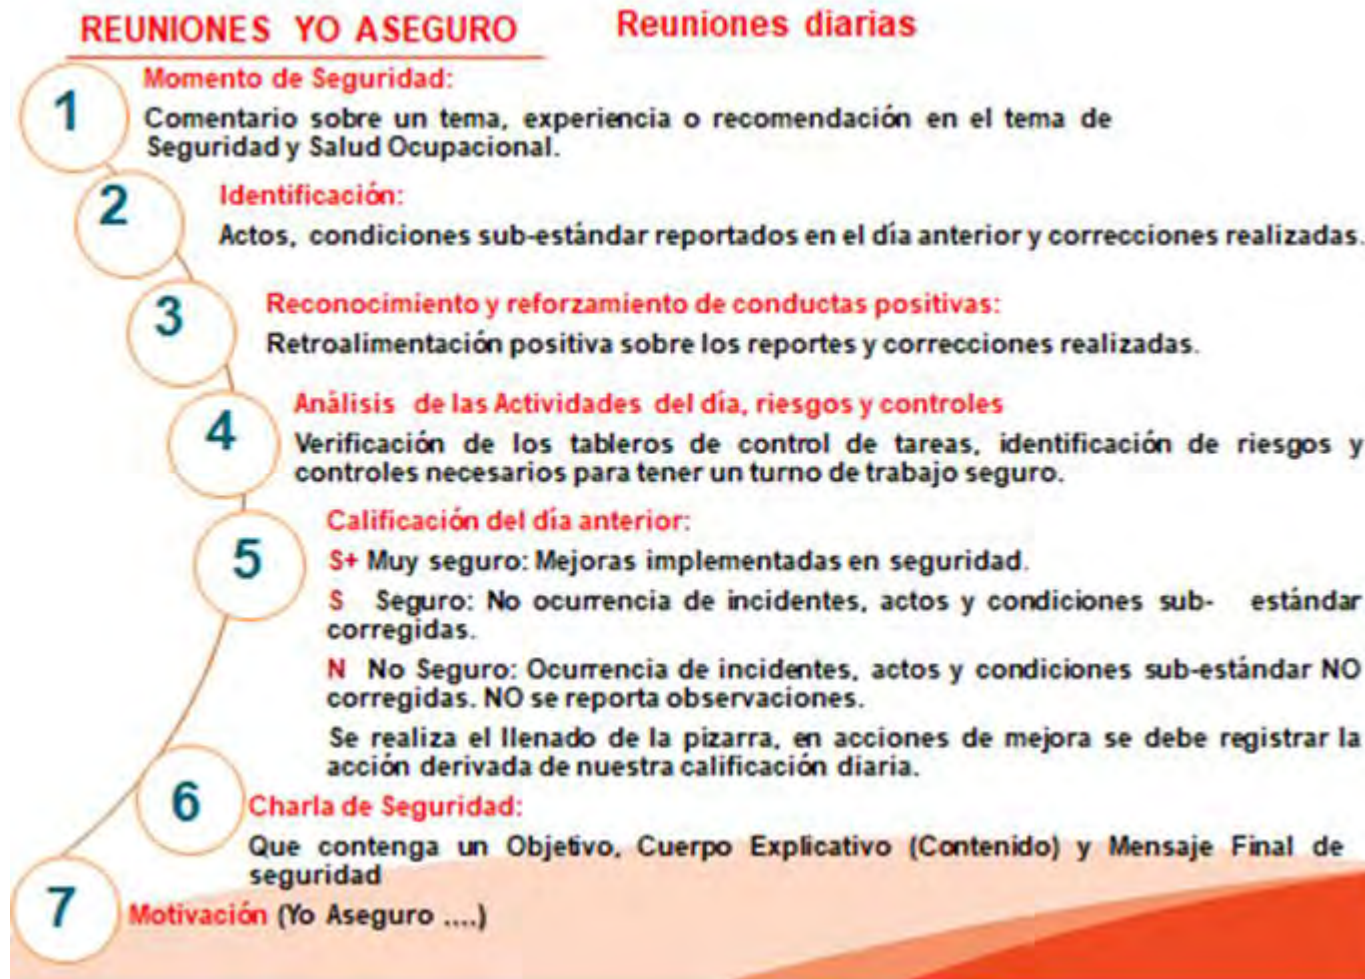 REUNIONES YO ASEGURO
Reuniones diarias
1
Momento de Seguridad:
Comentario sobre un tema, experiencia o recomendación en el tema de
Seguridad y Salud Ocupacional.
2
Identificación:
Actos, condiciones sub-estándar reportados en el día anterior y correcciones realizadas.
3
Reconocimiento y reforzamiento de conductas positivas:
Retroalimentación positiva sobre los reportes y correcciones realizadas.
4
Análisis de las Actividades del día, riesgos y controles
Verificación de los tableros de control de tareas, identificación de riesgos y
controles necesarios para tener un turno de trabajo seguro.
5
Calificación del día anterior:
S+ Muy seguro: Mejoras implementadas en seguridad.
S Seguro: No ocurrencia de incidentes, actos y condiciones sub- estándar
corregidas.
N No Seguro: Ocurrencia de incidentes, actos y condiciones sub-estándar NO
corregidas. NO se reporta observaciones.
Se realiza el llenado de la pizarra, en acciones de mejora se debe registrar la
acción derivada de nuestra calificación diaria.
6
Charla de Seguridad:
Que contenga un Objetivo, Cuerpo Explicativo (Contenido) y Mensaje Final de
seguridad
7
Motivación (Yo Aseguro ....)